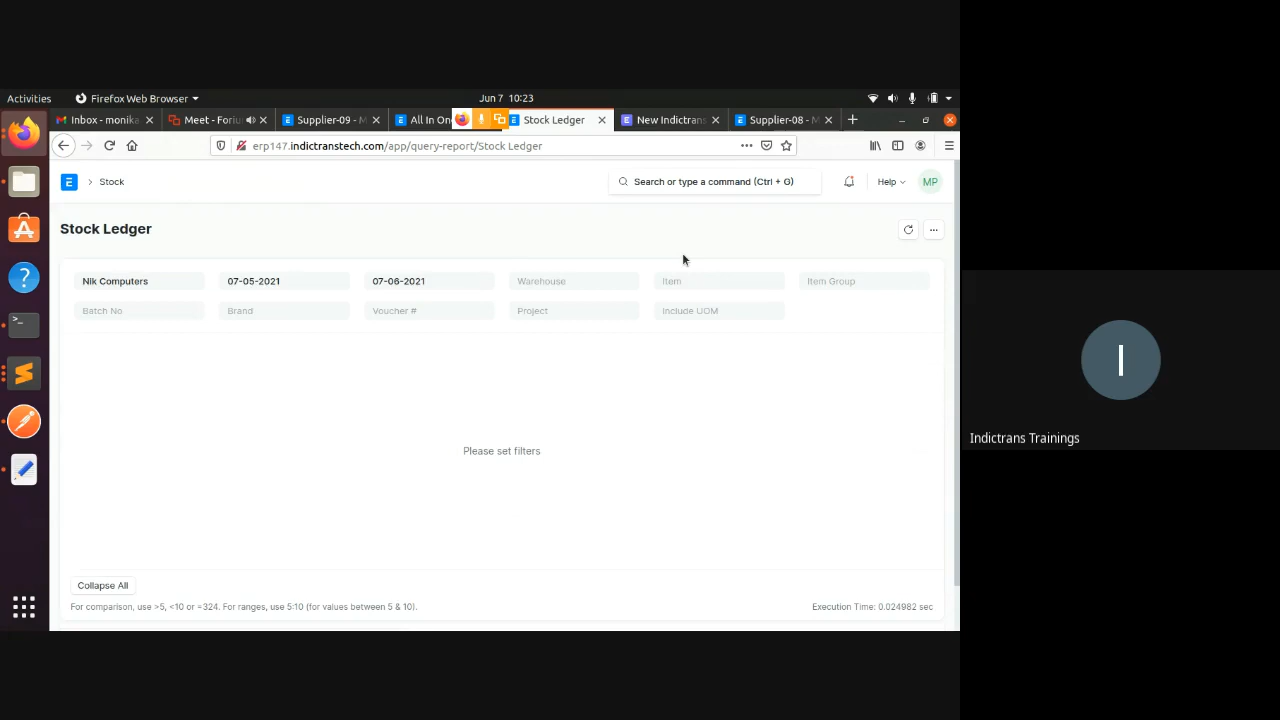 Activities Firefox Web Browser Jun 7 10:23
Inbox - monika Meet - Foriu Supplier-09 - M All In On Stock Ledger New Indictrans Supplier-08 - M
erp147.indictranstech.com/app/query-report/Stock Ledger
E Stock Search or type a command (Ctrl + G) Help MP
Stock Ledger
Nik Computers 07-05-2021 07-06-2021 Warehouse Item Item Group
Batch No Brand Voucher # Project Include UOM
Please set filters
I
Indictrans Trainings
Collapse All
For comparison, use >5, <10 or =324. For ranges, use 5:10 (for values between 5 & 10). Execution Time: 0.024982 sec